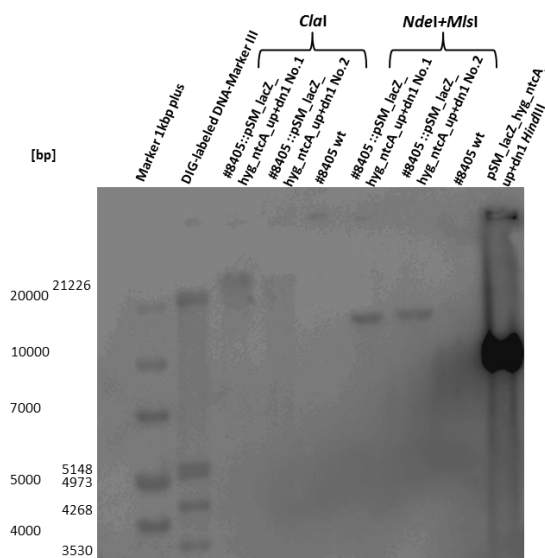 ClaI
NdeI+MlsI
Marker 1kbp plus
DIG-labeled DNA-Marker III
#8405::pSM_lacZ_
hyg_ntcA_up+dn1 No.1
#8405 ::pSM_lacZ_
hyg_ntcA_up+dn1 No.2
#8405 wt
#8405 ::pSM_lacZ_
hyg_ntcA_up+dn1 No.1
#8405 ::pSM_lacZ_
hyg_ntcA_up+dn1 No.2
#8405 wt
pSM_lacZ_hyg_ntcA_
up+dn1 HindIII
[bp]
20000
21226
10000
7000
5148
5000
4973
4268
4000
3530